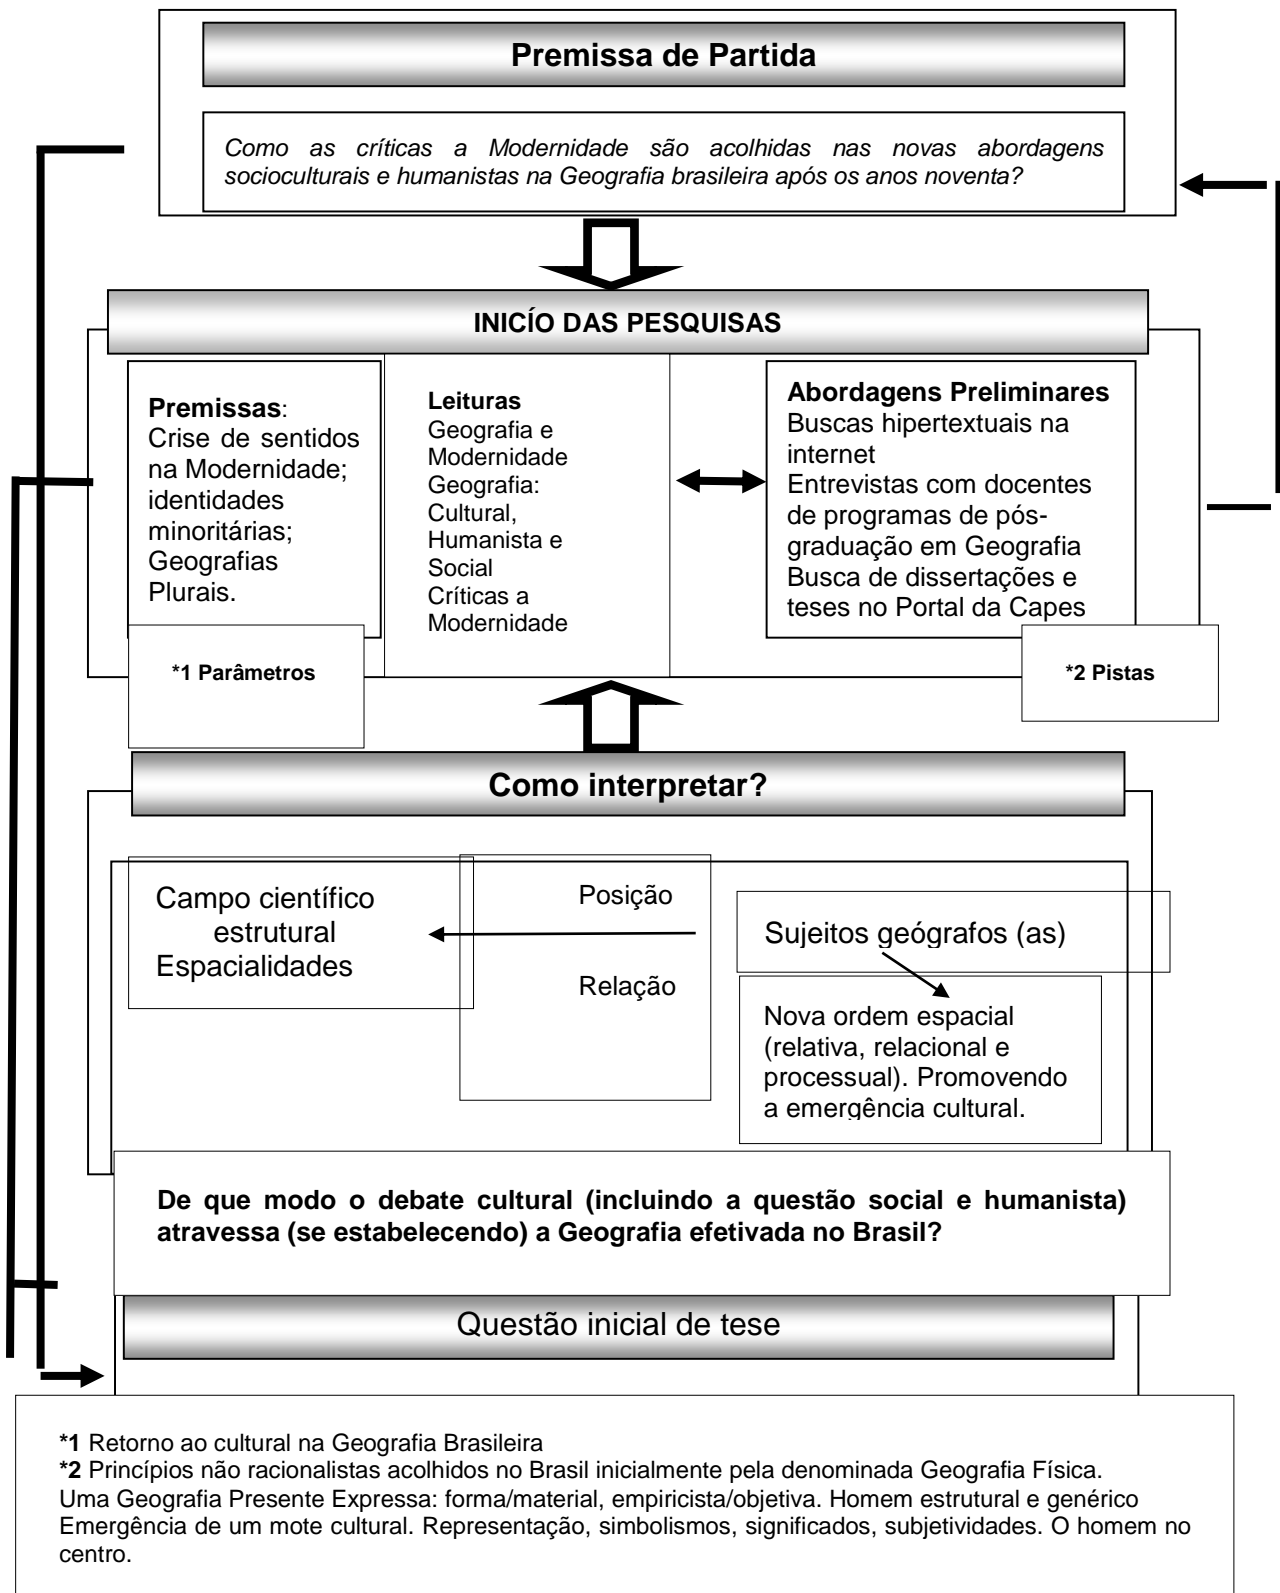 Premissa de Partida
Como as críticas a Modernidade são acolhidas nas novas abordagens
socioculturais e humanistas na Geografia brasileira após os anos noventa?
INICÍO DAS PESQUISAS
Premissas:
Crise de sentidos
na Modernidade;
identidades
minoritárias;
Geografias
Plurais.
*1 Parâmetros
Leituras
Geografia e
Modernidade
Geografia:
Cultural,
Humanista e
Social
Críticas a
Modernidade
Abordagens Preliminares
Buscas hipertextuais na
internet
Entrevistas com docentes
de programas de pós-
graduação em Geografia
Busca de dissertações e
teses no Portal da Capes
*2 Pistas
Como interpretar?
Campo científico
estrutural
Espacialidades
Posição
Relação
Sujeitos geógrafos (as)
Nova ordem espacial
(relativa, relacional e
processual). Promovendo
a emergência cultural.
De que modo o debate cultural (incluindo a questão social e humanista)
atravessa (se estabelecendo) a Geografia efetivada no Brasil?
Questão inicial de tese
*1 Retorno ao cultural na Geografia Brasileira
*2 Princípios não racionalistas acolhidos no Brasil inicialmente pela denominada Geografia Física.
Uma Geografia Presente Expressa: forma/material, empiricista/objetiva. Homem estrutural e genérico
Emergência de um mote cultural. Representação, simbolismos, significados, subjetividades. O homem no
centro.